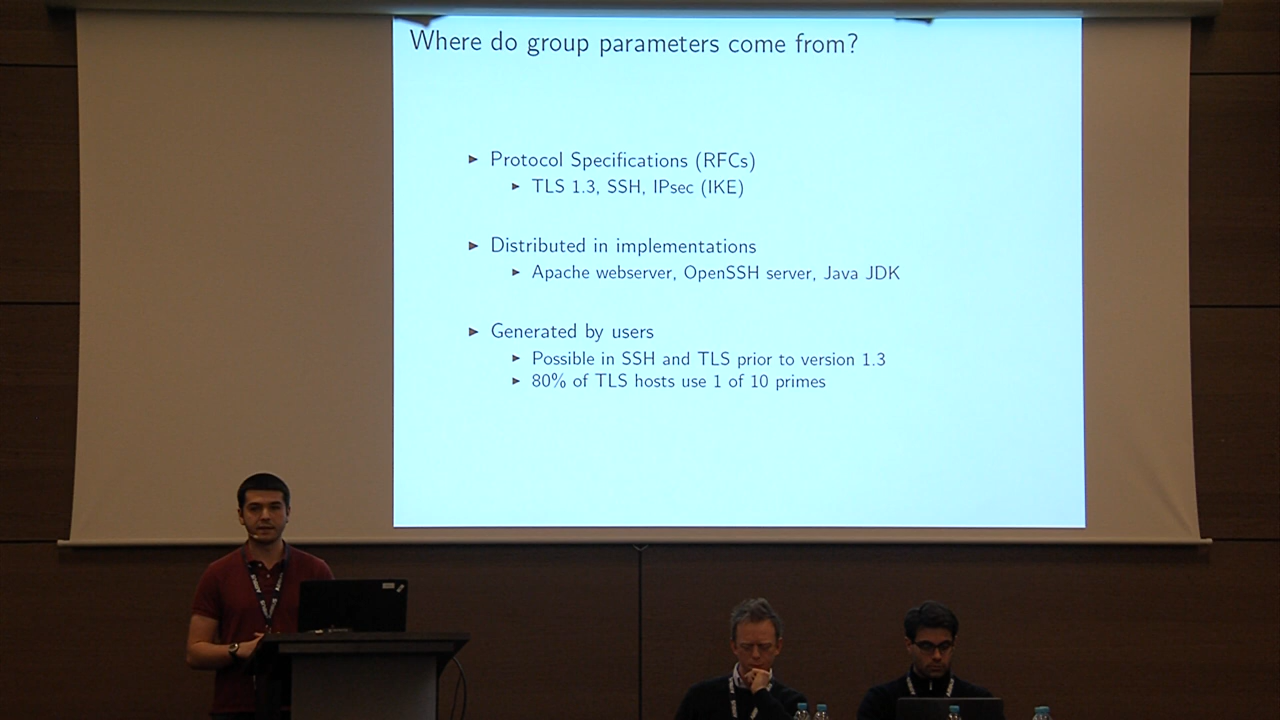 Where do group parameters come from?
Protocol Specifications (RFCs)
TLS 1.3, SSH, IPsec (IKE)
Distributed in implementations
Apache webserver, OpenSSH server, Java JDK
Generated by users
Possible in SSH and TLS prior to version 1.3
80% of TLS hosts use 1 of 10 primes